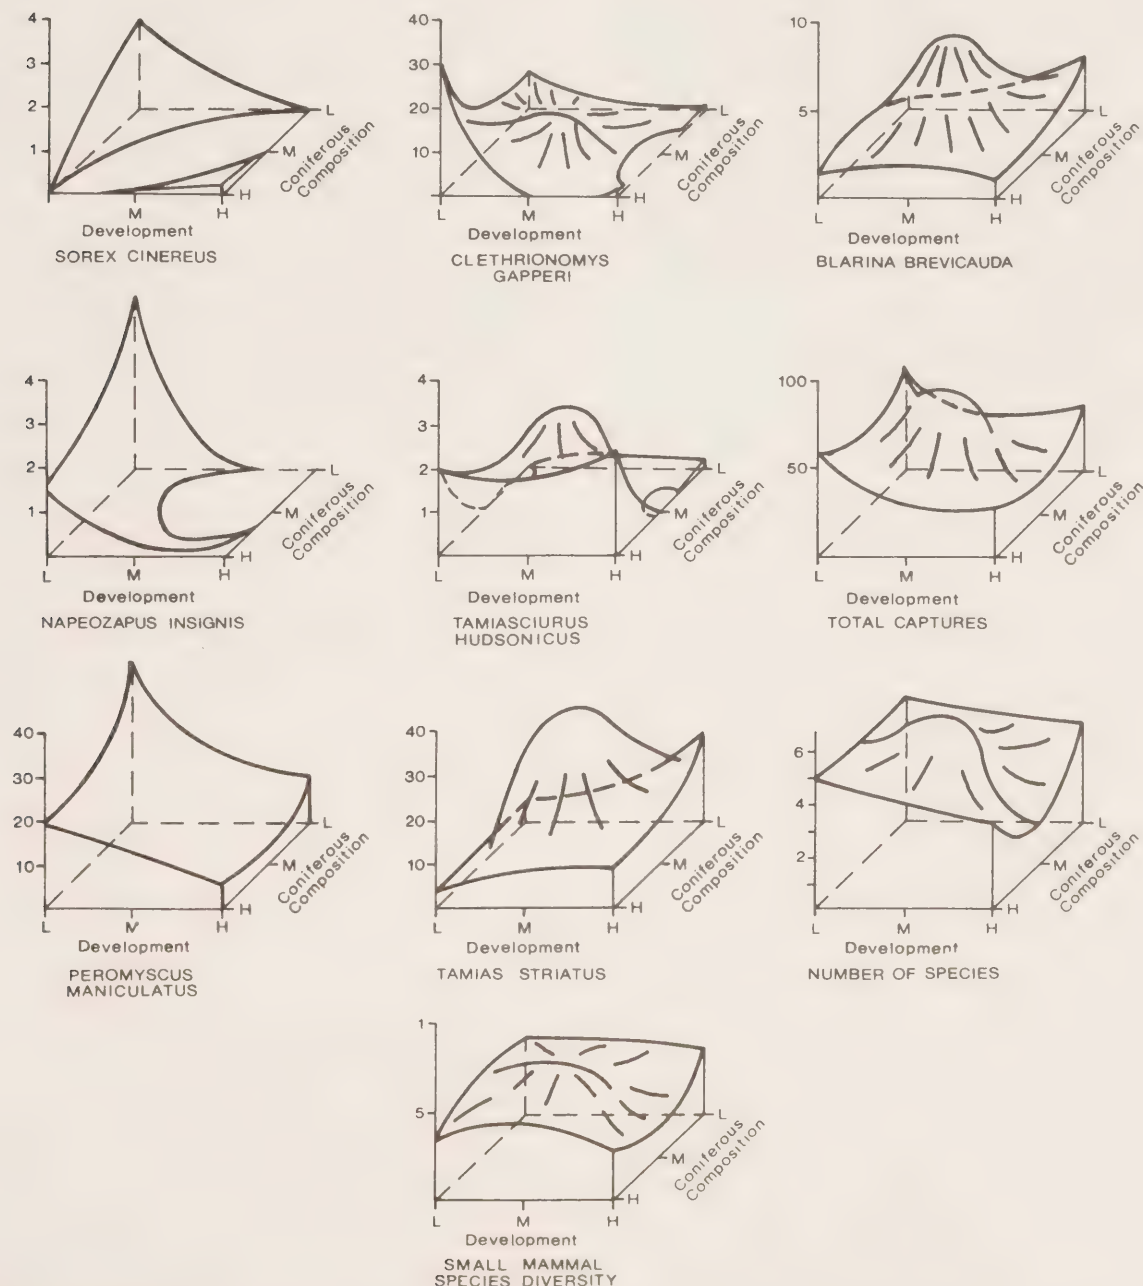 4
3
2
1
L
M
H
M
H
Coniferous
Composition
Development
SOREX CINEREUS
40
30
20
10
L
M
H
L
M
H
Coniferous
Composition
Development
CLETHRIONOMYS
GAPPERI
10
5
L
M
H
L
M
H
Coniferous
Composition
Development
BLARINA BREVICAUDA
4
3
2
1
L
M
H
L
M
H
Coniferous
Composition
Development
NAPEOZAPUS INSIGNIS
4
3
2
1
L
M
H
L
M
H
Coniferous
Composition
Development
TAMIASCIURUS
HUDSONICUS
100
50
L
M
H
L
M
H
Coniferous
Composition
Development
TOTAL CAPTURES
40
30
20
10
L
M
H
L
M
H
Coniferous
Composition
Development
PEROMYSCUS
MANICULATUS
40
30
20
10
L
M
H
L
M
H
Coniferous
Composition
Development
TAMIAS STRIATUS
6
4
2
L
M
H
L
M
H
Coniferous
Composition
Development
NUMBER OF SPECIES
1
5
L
M
H
L
M
H
Coniferous
Composition
Development
SMALL MAMMAL
SPECIES DIVERSITY